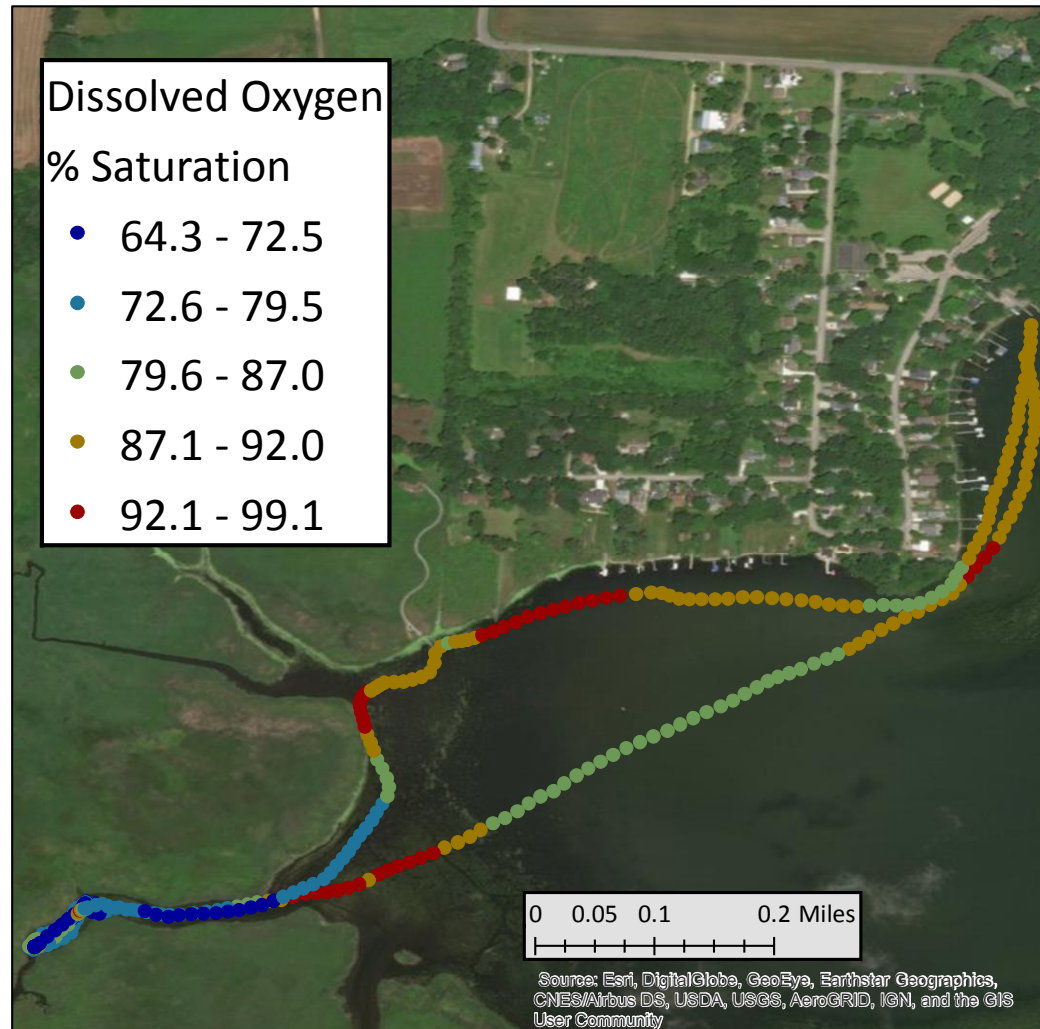 Dissolved Oxygen
% Saturation
64.3 - 72.5
72.6 - 79.5
79.6 - 87.0
87.1 - 92.0
92.1 - 99.1
0 0.05 0.1 0.2 Miles
Source: Esri, DigitalGlobe, GeoEye, Earthstar Geographics,
CNES/Airbus DS, USDA, USGS, AeroGRID, IGN, and the GIS
User Community